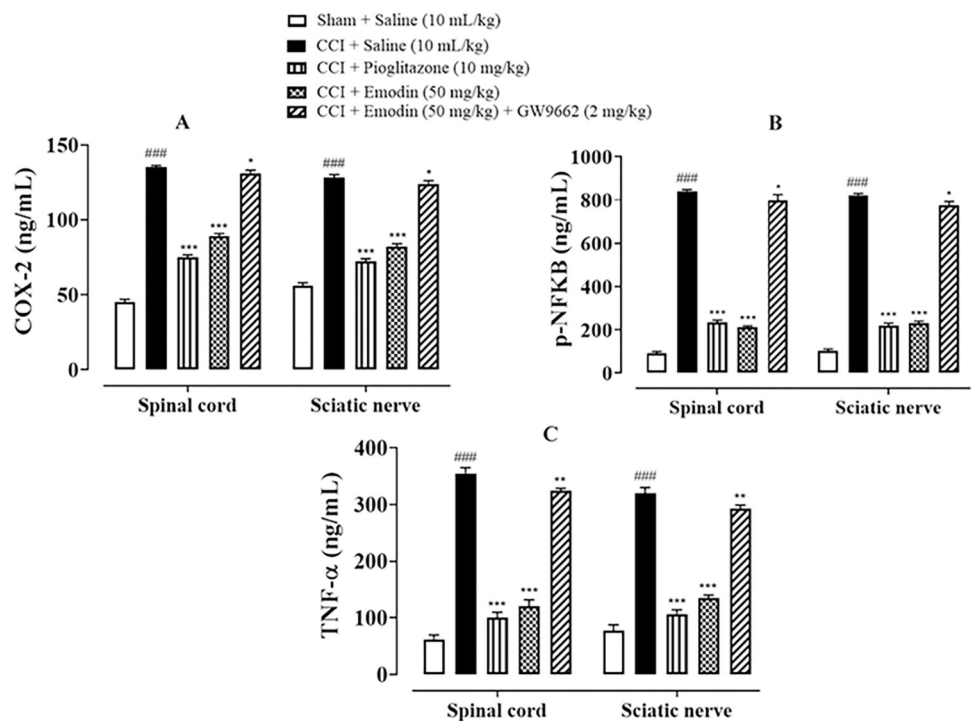 Sham + Saline (10 mL/kg)
CCI + Saline (10 mL/kg)
CCI + Pioglitazone (10 mg/kg)
CCI + Emodin (50 mg/kg)
CCI + Emodin (50 mg/kg) + GW9662 (2 mg/kg)
A
COX-2 (ng/mL)
150
100
50
0
###
***
***
*
###
***
***
*
Spinal cord
Sciatic nerve
B
p-NFKB (ng/mL)
1000
800
600
400
200
0
###
***
***
*
###
***
***
*
Spinal cord
Sciatic nerve
C
TNF-α (ng/mL)
400
300
200
100
0
###
***
***
**
###
***
***
**
Spinal cord
Sciatic nerve